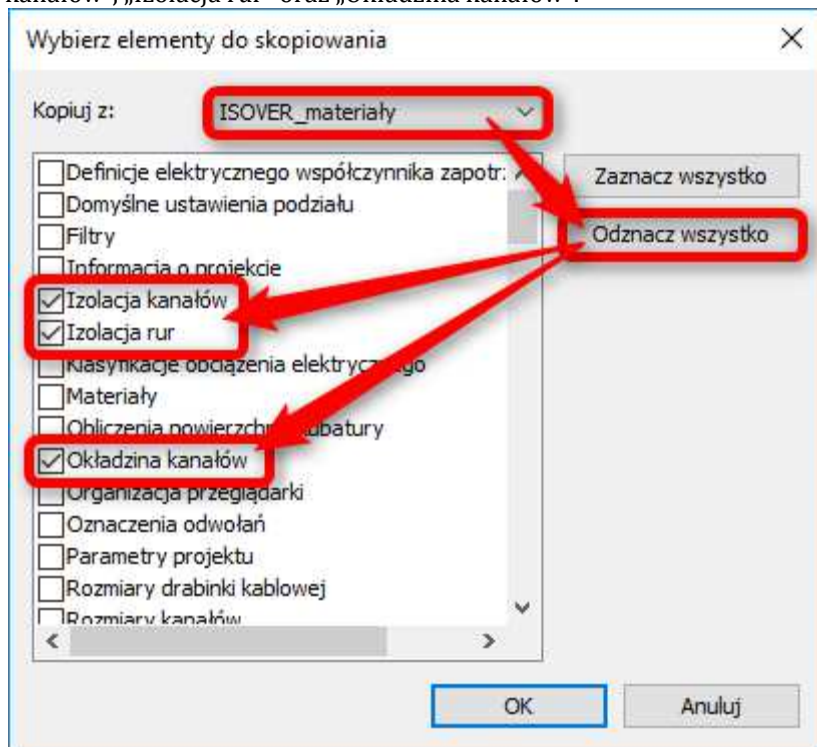 kanałów", „Izolacja rur" oraz „Okładzina kanałów".
Wybierz elementy do skopiowania
Kopiuj z: ISOVER_materiały
Definicje elektrycznego współczynnika zapotr:
Domyślne ustawienia podziału
Filtry
Informacja o projekcie
Izolacja kanałów
Izolacja rur
Klasyfikacje obciążenia elektrycznego
Materiały
Obliczenia powierzchni kubatury
Okładzina kanałów
Organizacja przeglądarki
Oznaczenia odwołań
Parametry projektu
Rozmiary drabinki kablowej
Rozmiary kanałów
Zaznacz wszystko
Odznacz wszystko
OK
Anuluj